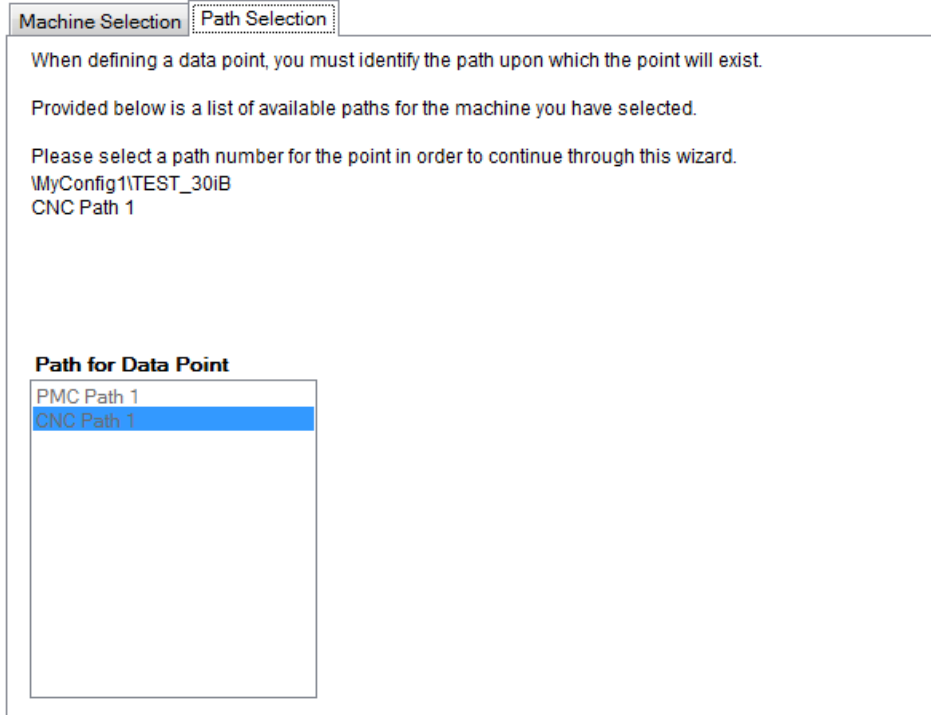 Machine Selection
Path Selection
When defining a data point, you must identify the path upon which the point will exist.
Provided below is a list of available paths for the machine you have selected.
Please select a path number for the point in order to continue through this wizard.
\MyConfig1\TEST_30iB
CNC Path 1
Path for Data Point
PMC Path 1
CNC Path 1